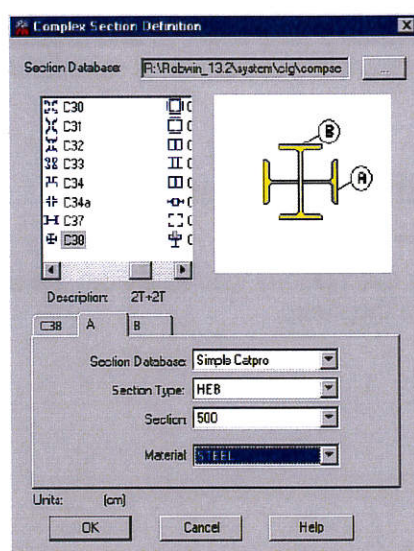 Complex Section Definition
Section Database: R:\Robwin_13.2\system\cfg\compse ...
C30
C31
C32
C33
C34
C34a
C37
C38
B
A
Description: 2T+2T
C38 A B
Section Database: Simple Catpro
Section Type: HEB
Section 500
Material STEEL
Units: (cm)
OK Cancel Help